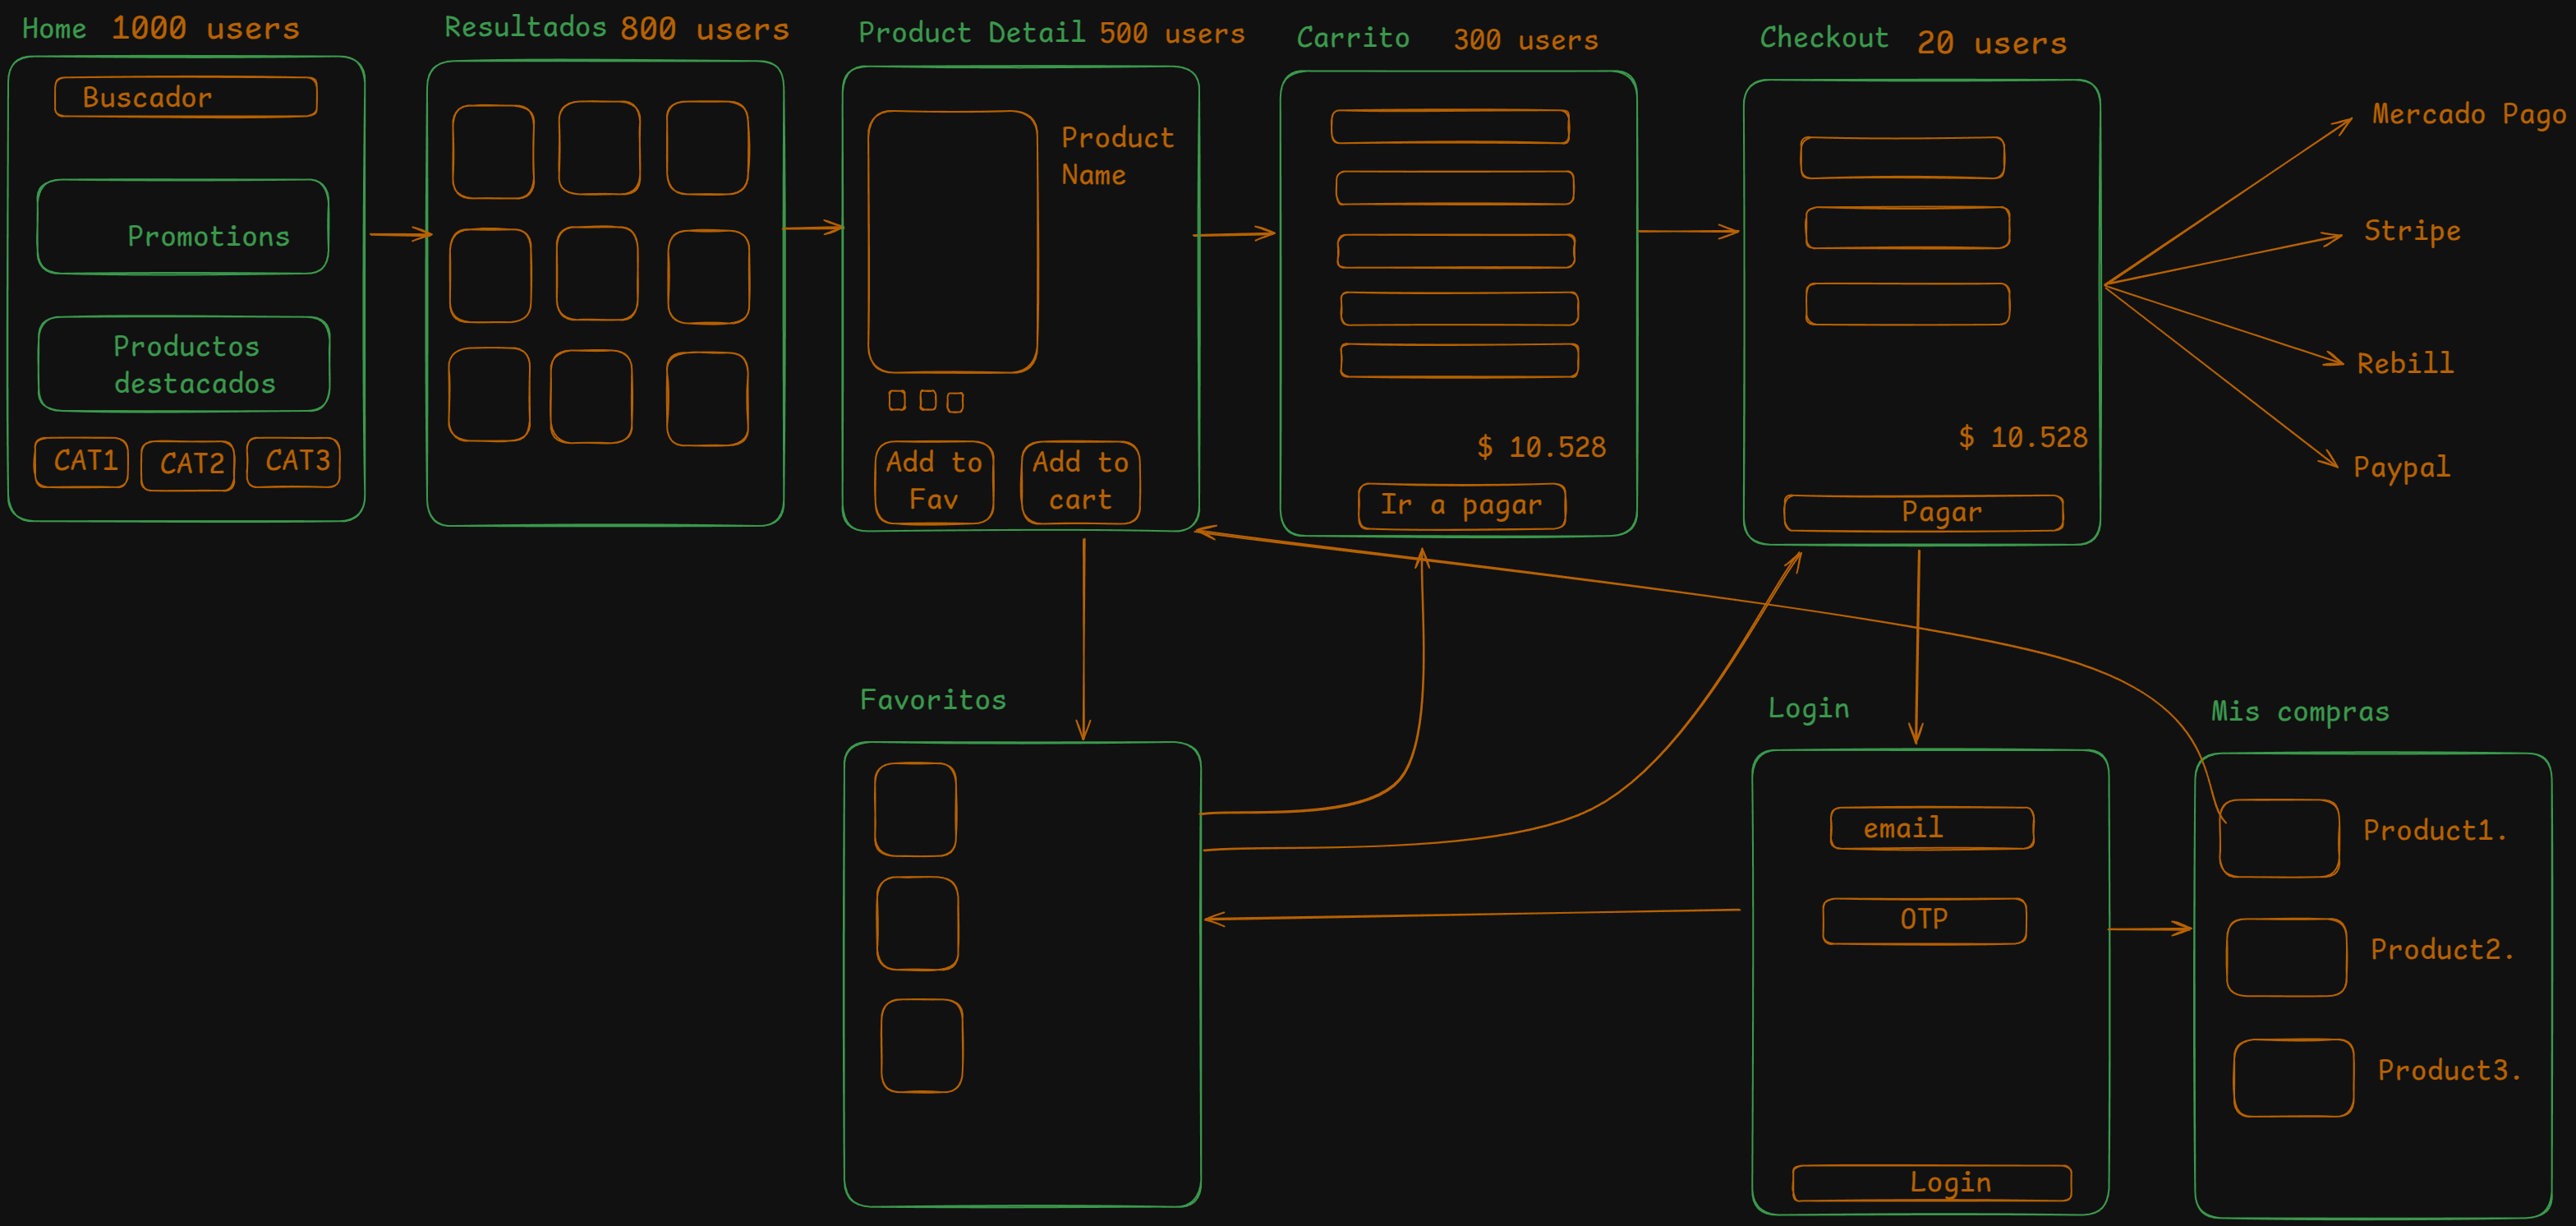 Home 1000 users
Buscador
Promotions
Productos
destacados
CAT1
CAT2
CAT3
Resultados 800 users
Product Detail 500 users
Product
Name
Add to
Fav
Add to
cart
Carrito 300 users
$ 10.528
Ir a pagar
Checkout 20 users
$ 10.528
Pagar
Mercado Pago
Stripe
Rebill
Paypal
Favoritos
Login
email
OTP
Login
Mis compras
Product1.
Product2.
Product3.